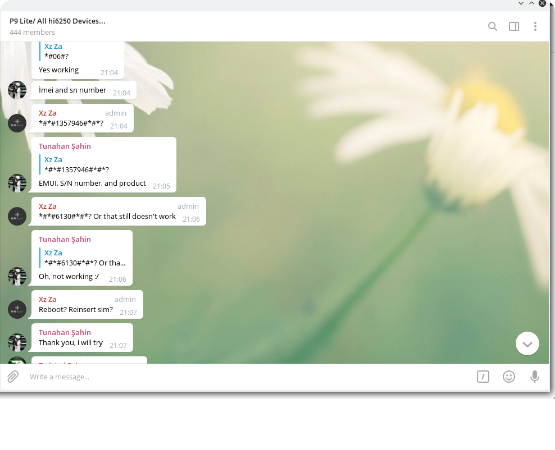 P9 Lite/ All hi6250 Devices...
444 members
Xz Za
*#06#?
Yes working
21:04
İmei and sn number
21:04
Xz Za admin
*#*#1357946#*#*?
21:04
Tunahan Şahin
Xz Za
*#*#1357946#*#*?
EMUI, S/N number, and product
21:05
Xz Za admin
*#*#6130#*#*? Or that still doesn't work
21:05
Tunahan Şahin
Xz Za
*#*#6130#*#*? Or tha...
Oh, not working :/
21:06
Xz Za admin
Reboot? Reinsert sim?
21:07
Tunahan Şahin
Thank you, i will try
21:07
Write a message...